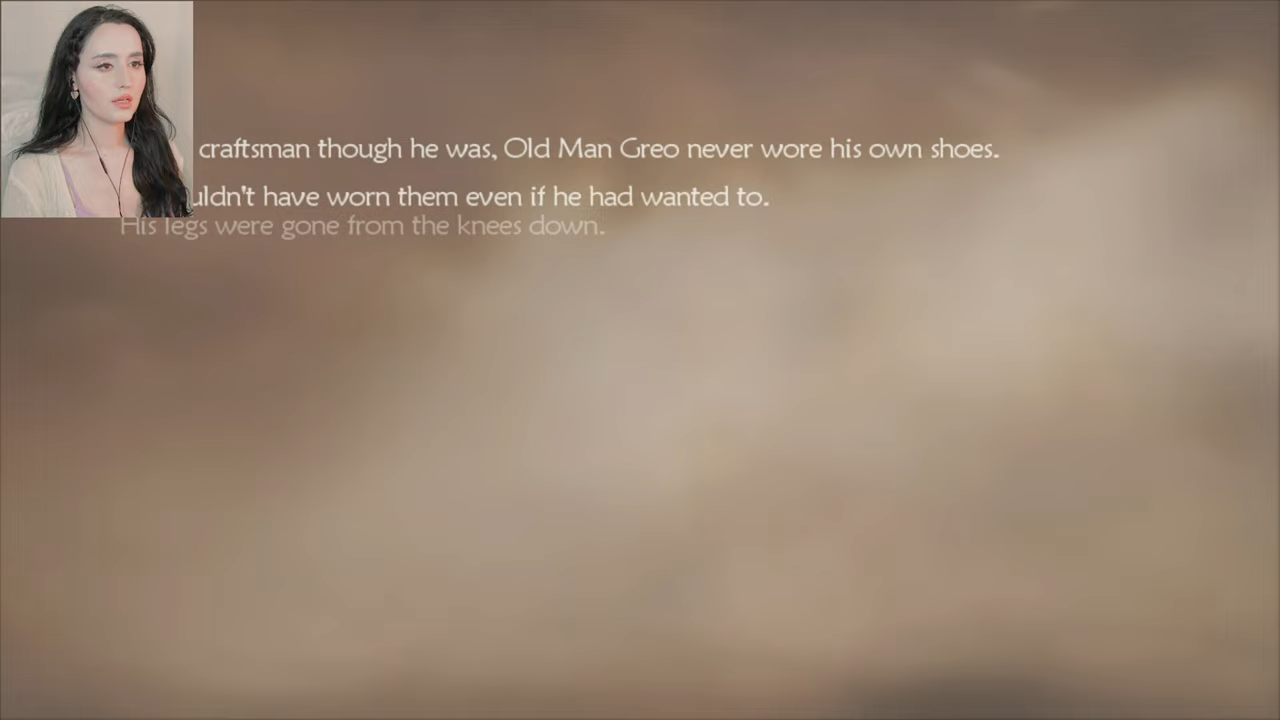 craftsman though he was, Old Man Greo never wore his own shoes.
uldn't have worn them even if he had wanted to.
His legs were gone from the knees down.